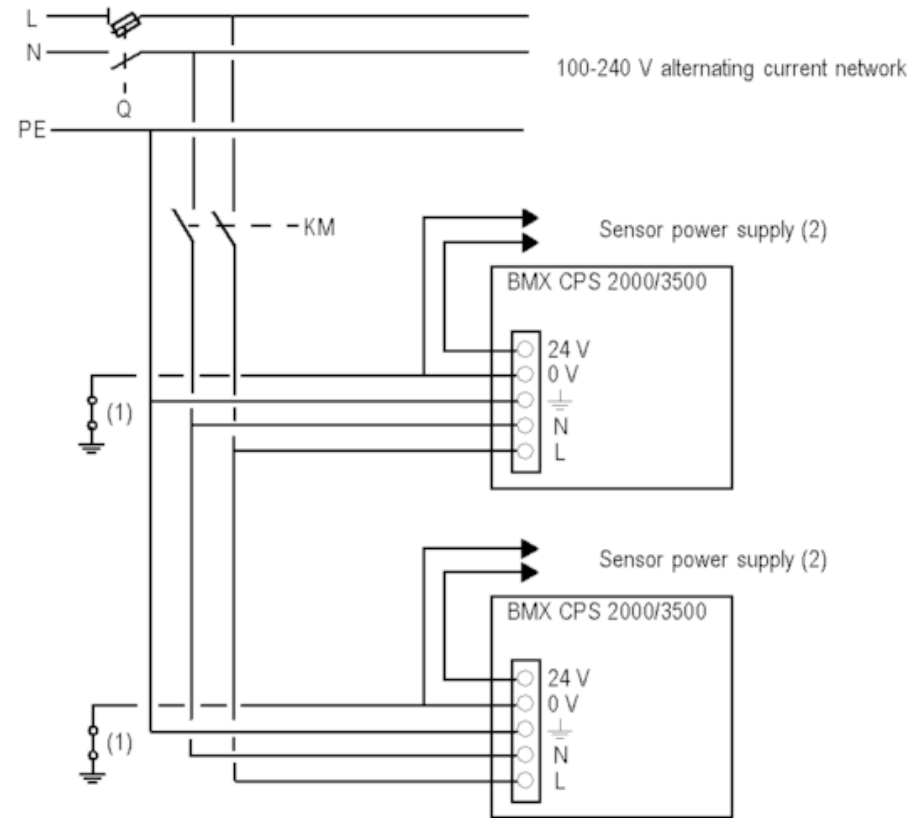 L
N
100-240 V alternating current network
Q
PE
KM
Sensor power supply (2)
BMX CPS 2000/3500
24 V
0 V
(1)
N
L
Sensor power supply (2)
BMX CPS 2000/3500
24 V
0 V
(1)
N
L